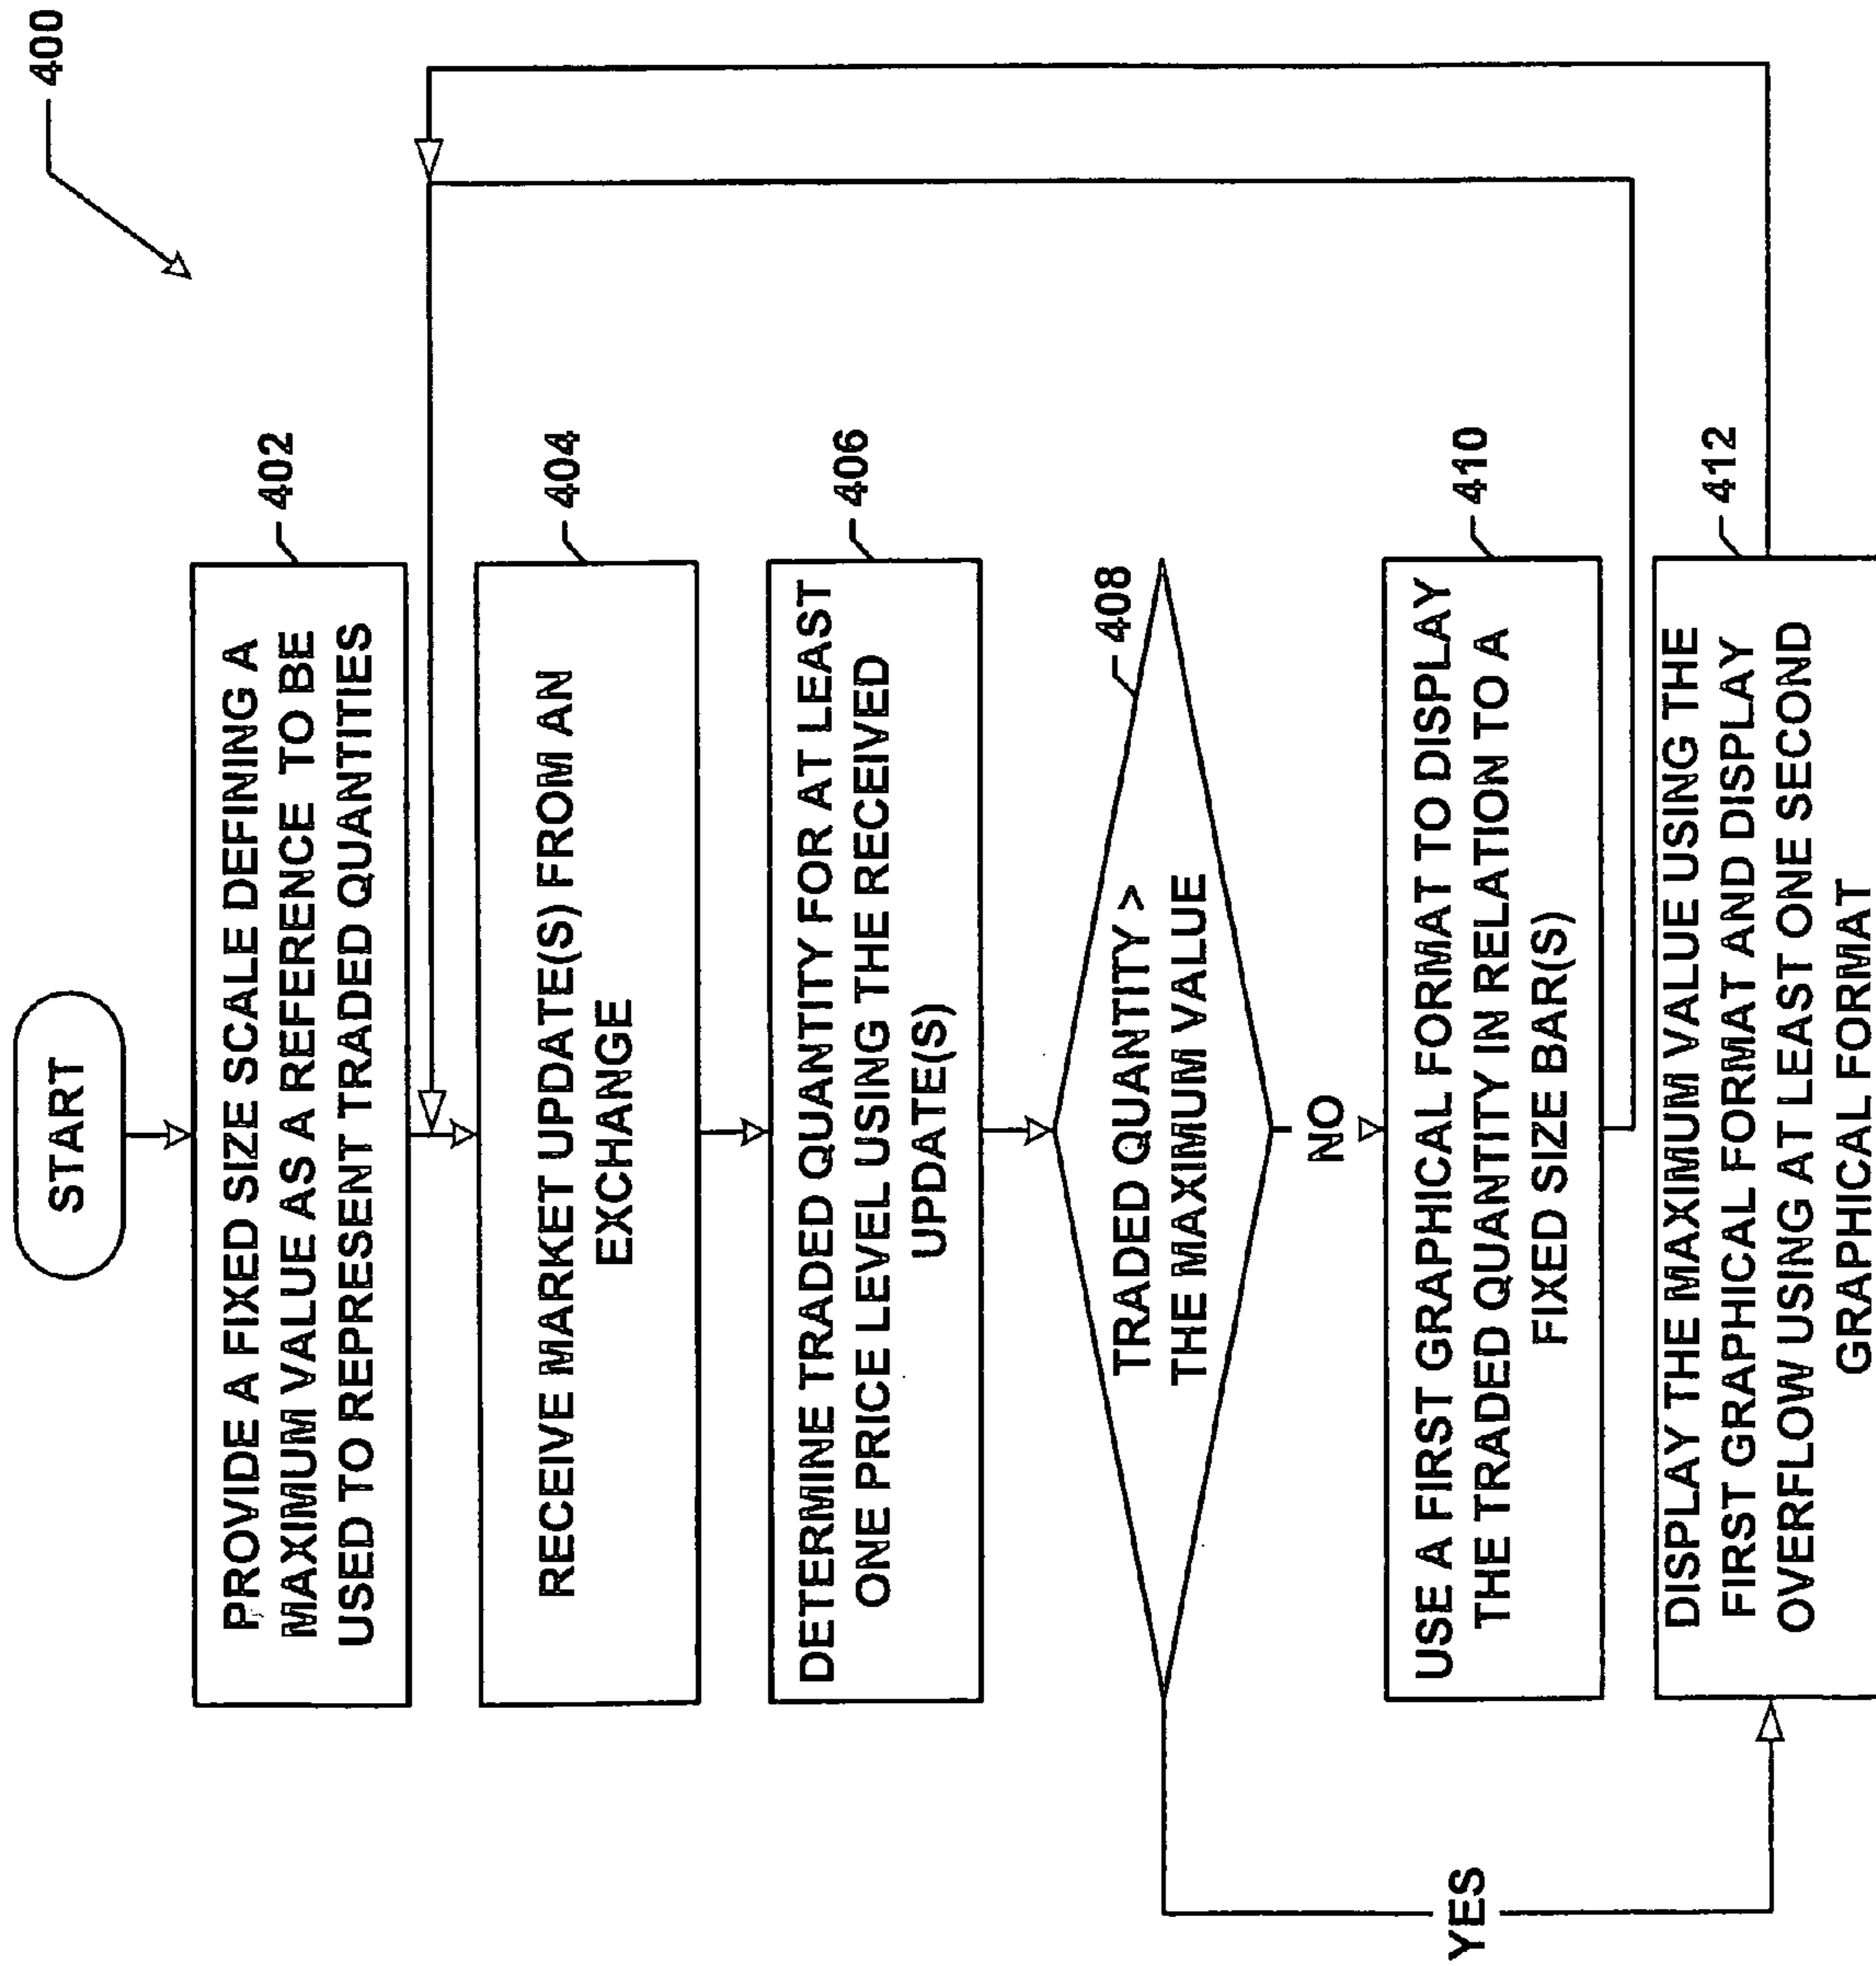 400
START
PROVIDE A FIXED SIZE SCALE DEFINING A
MAXIMUM VALUE AS A REFERENCE TO BE
USED TO REPRESENT TRADED QUANTITIES
402
RECEIVE MARKET UPDATE(S) FROM AN
EXCHANGE
404
DETERMINE TRADED QUANTITY FOR AT LEAST
ONE PRICE LEVEL USING THE RECEIVED
UPDATE(S)
406
TRADED QUANTITY >
THE MAXIMUM VALUE
408
NO
YES
USE A FIRST GRAPHICAL FORMAT TO DISPLAY
THE TRADED QUANTITY IN RELATION TO A
FIXED SIZE BAR(S)
410
DISPLAY THE MAXIMUM VALUE USING THE
FIRST GRAPHICAL FORMAT AND DISPLAY
OVERFLOW USING AT LEAST ONE SECOND
GRAPHICAL FORMAT
412